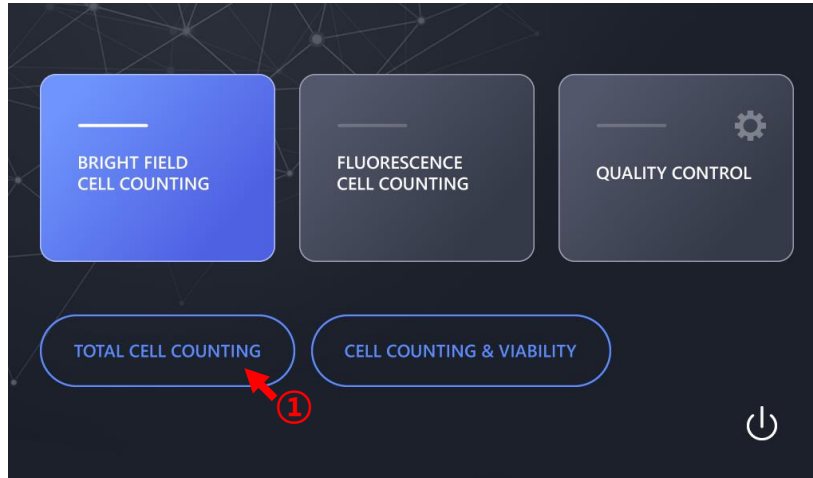 BRIGHT FIELD
CELL COUNTING
FLUORESCENCE
CELL COUNTING
QUALITY CONTROL
TOTAL CELL COUNTING
CELL COUNTING & VIABILITY
①